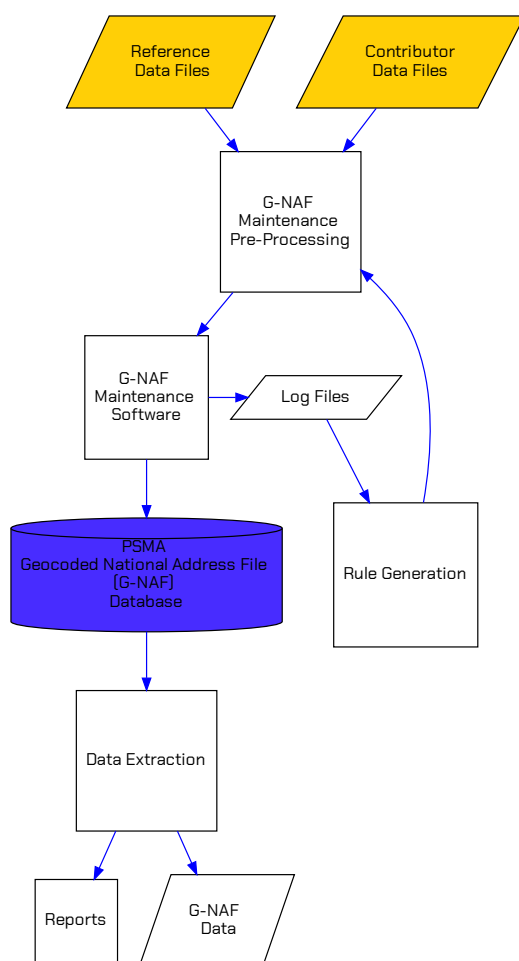 Reference
Data Files
Contributor
Data Files
G-NAF
Maintenance
Pre-Processing
G-NAF
Maintenance
Software
Log Files
PSMA
Geocoded National Address File
(G-NAF)
Database
Rule Generation
Data Extraction
Reports
G-NAF
Data